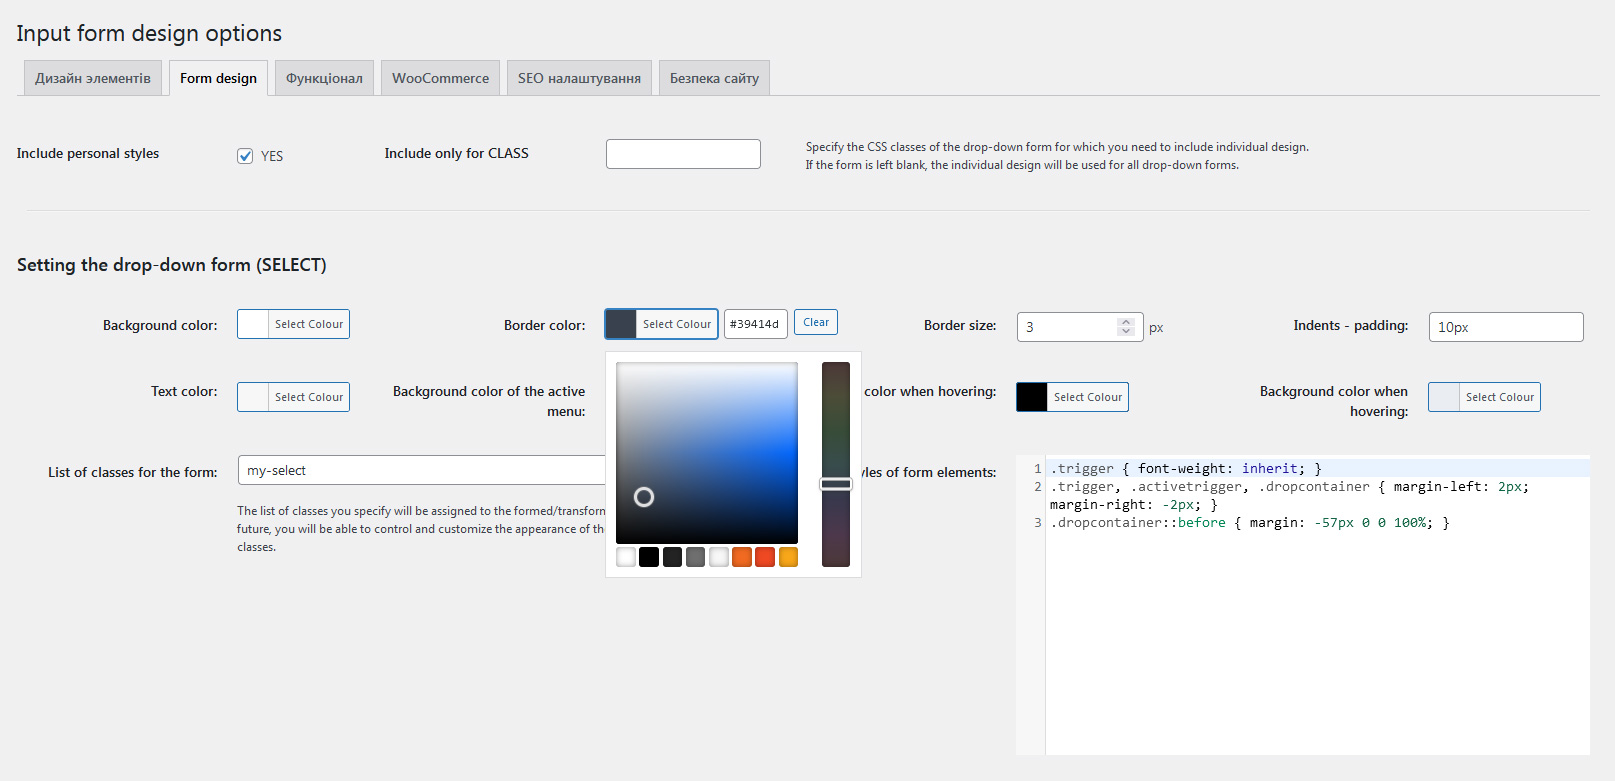 Input form design options
Дизайн элементів
Form design
Функціонал
WooCommerce
SEO налаштування
Безпека сайту
Include personal styles
YES
Include only for CLASS
Specify the CSS classes of the drop-down form for which you need to include individual design.
If the form is left blank, the individual design will be used for all drop-down forms.
Setting the drop-down form (SELECT)
Background color:
Select Colour
Border color:
Select Colour
#39414d
Clear
Border size:
3
px
Indents - padding:
10px
Text color:
Select Colour
Background color of the active
menu:
color when hovering:
Select Colour
Background color when
hovering:
Select Colour
List of classes for the form:
my-select
The list of classes you specify will be assigned to the formed/transform
future, you will be able to control and customize the appearance of the
classes.
les of form elements:
1 .trigger { font-weight: inherit; }
2 .trigger, .activetrigger, .dropcontainer { margin-left: 2px;
margin-right: -2px; }
3 .dropcontainer::before { margin: -57px 0 0 100%; }